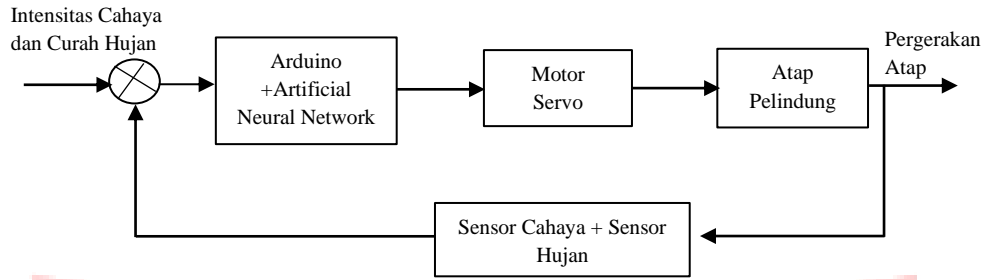 Intensitas Cahaya
dan Curah Hujan
Arduino
+Artificial
Neural Network
Motor
Servo
Atap
Pelindung
Pergerakan
Atap
Sensor Cahaya + Sensor
Hujan